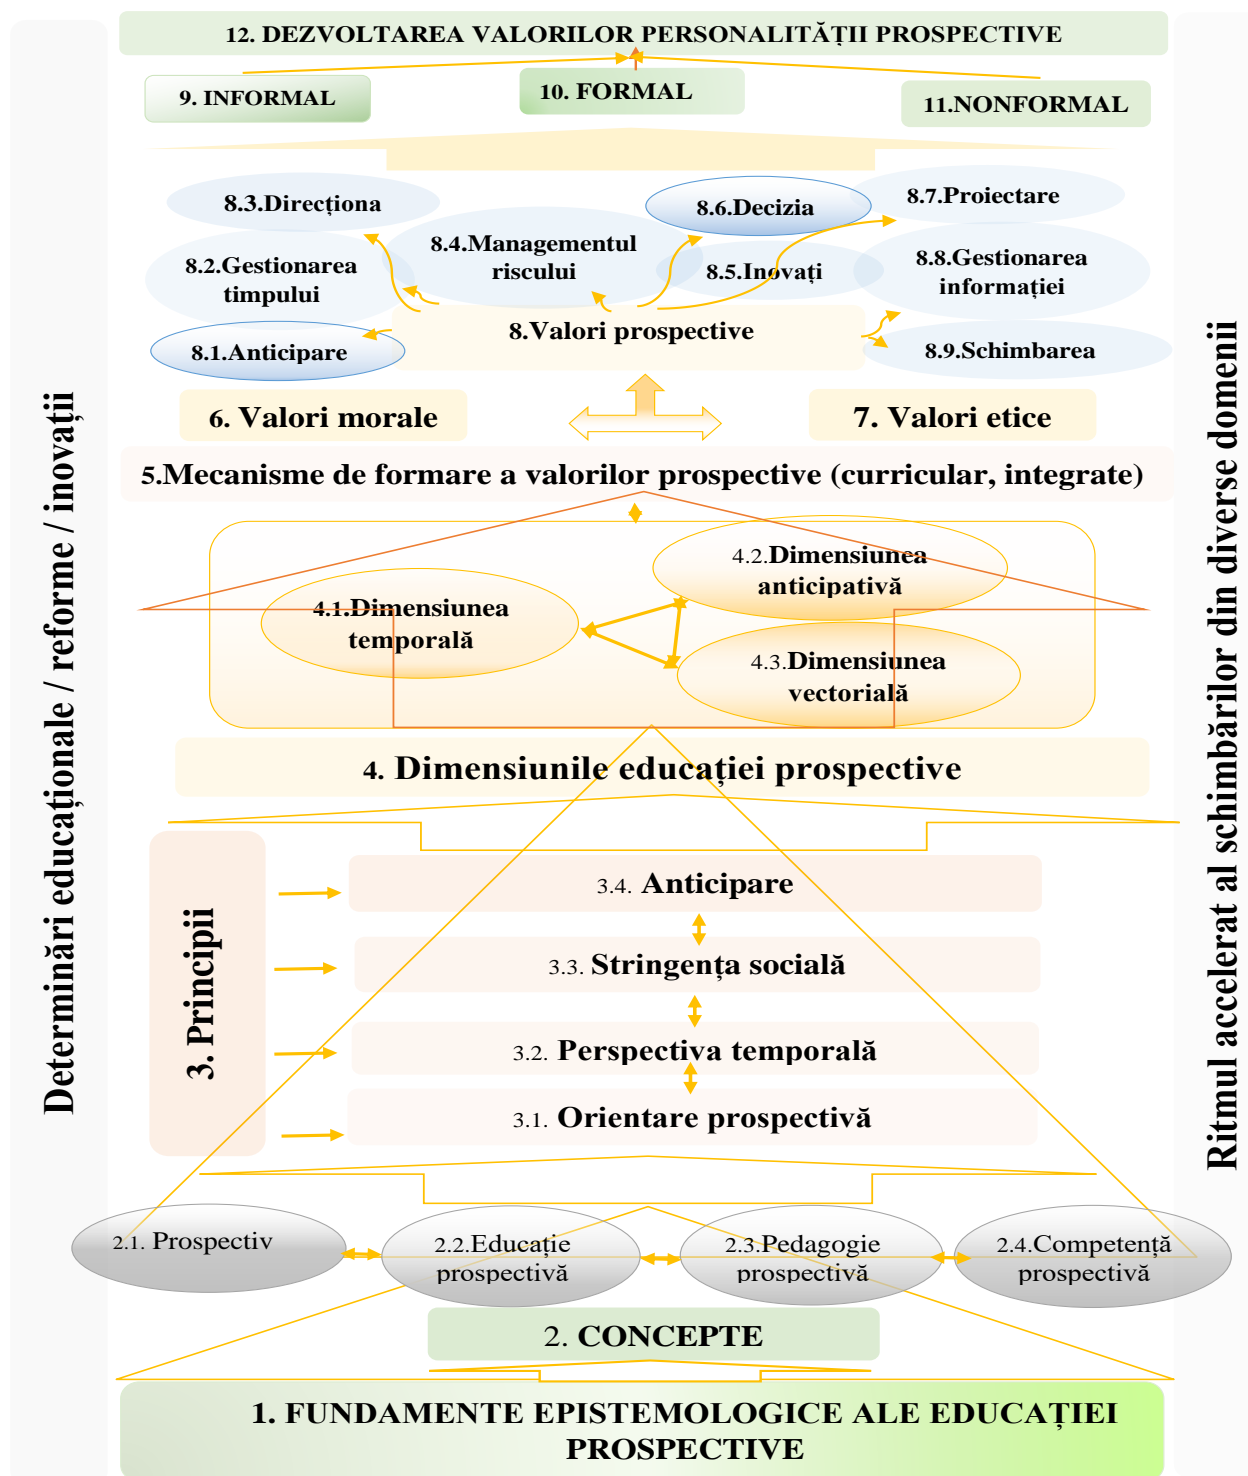 12. DEZVOLTAREA VALORILOR PERSONALITĂȚII PROSPECTIVE
9. INFORMAL
10. FORMAL
11.NONFORMAL
8.3.Direcționa
8.6.Decizia
8.7.Proiectare
8.4.Managementul
riscului
8.2.Gestionarea
timpului
8.5.Inovați
8.8.Gestionarea
informației
8.Valori prospective
8.1.Anticipare
8.9.Schimbarea
6. Valori morale
7. Valori etice
5.Mecanisme de formare a valorilor prospective (curricular, integrate)
4.2.Dimensiunea
anticipativă
4.1.Dimensiunea
temporală
4.3.Dimensiunea
vectorială
4. Dimensiunile educației prospective
3. Principii
3.4. Anticipare
3.3. Stringența socială
3.2. Perspectiva temporală
3.1. Orientare prospectivă
2.1. Prospectiv
2.2.Educație
prospectivă
2.3.Pedagogie
prospectivă
2.4.Competență
prospectivă
2. CONCEPTE
1. FUNDAMENTE EPISTEMOLOGICE ALE EDUCAȚIEI
PROSPECTIVE
Determinări educaționale / reforme / inovații
Ritmul accelerat al schimbărilor din diverse domenii